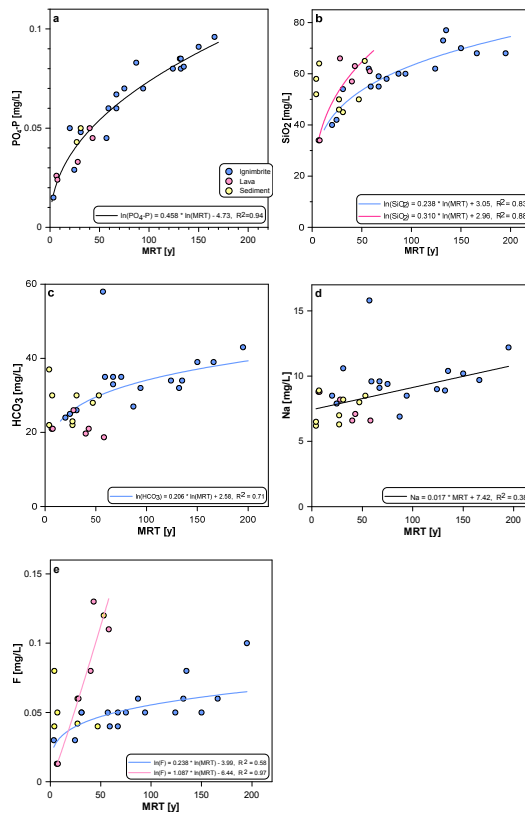 a
0.1
0.05
0
PO4-P [mg/L]
0
50
100
150
200
MRT [y]
Ignimbrite
Lava
Sediment
ln(PO4-P) = 0.458 * ln(MRT) - 4.73, R2=0.94
b
80
60
40
0
SiO2 [mg/L]
0
50
100
150
200
MRT [y]
ln(SiO2) = 0.238 * ln(MRT) + 3.05, R2 = 0.83
ln(SiO2) = 0.310 * ln(MRT) + 2.96, R2 = 0.88
c
60
40
20
0
HCO3 [mg/L]
0
50
100
150
200
MRT [y]
ln(HCO3) = 0.206 * ln(MRT) + 2.58, R2 = 0.71
d
15
10
5
Na [mg/L]
0
50
100
150
200
MRT [y]
Na = 0.017 * MRT + 7.42, R2 = 0.38
e
0.15
0.1
0.05
0
F [mg/L]
0
50
100
150
200
MRT [y]
ln(F) = 0.238 * ln(MRT) - 3.99, R2 = 0.58
ln(F) = 1.087 * ln(MRT) - 6.44, R2 = 0.97